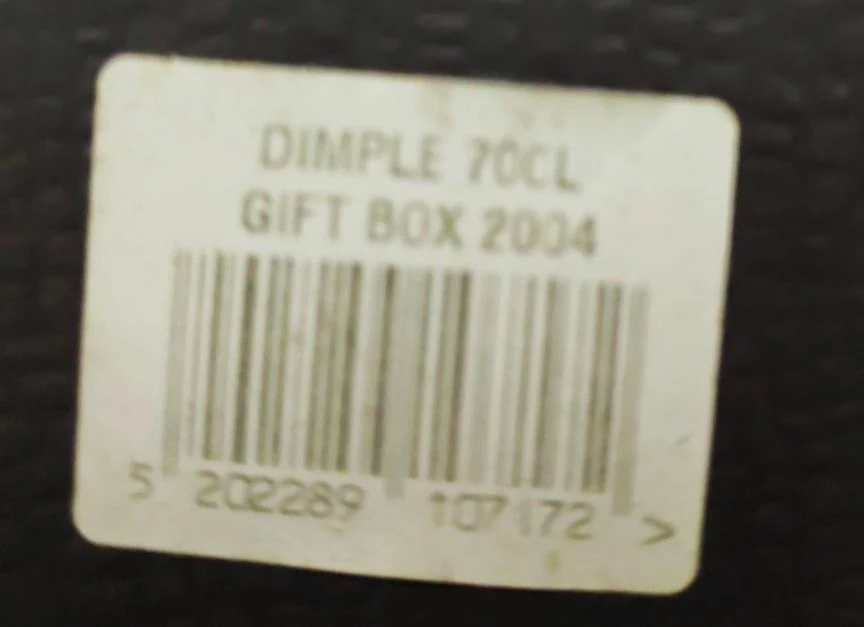 DIMPLE 70CL
GIFT BOX 2004
5 202289 107172 >